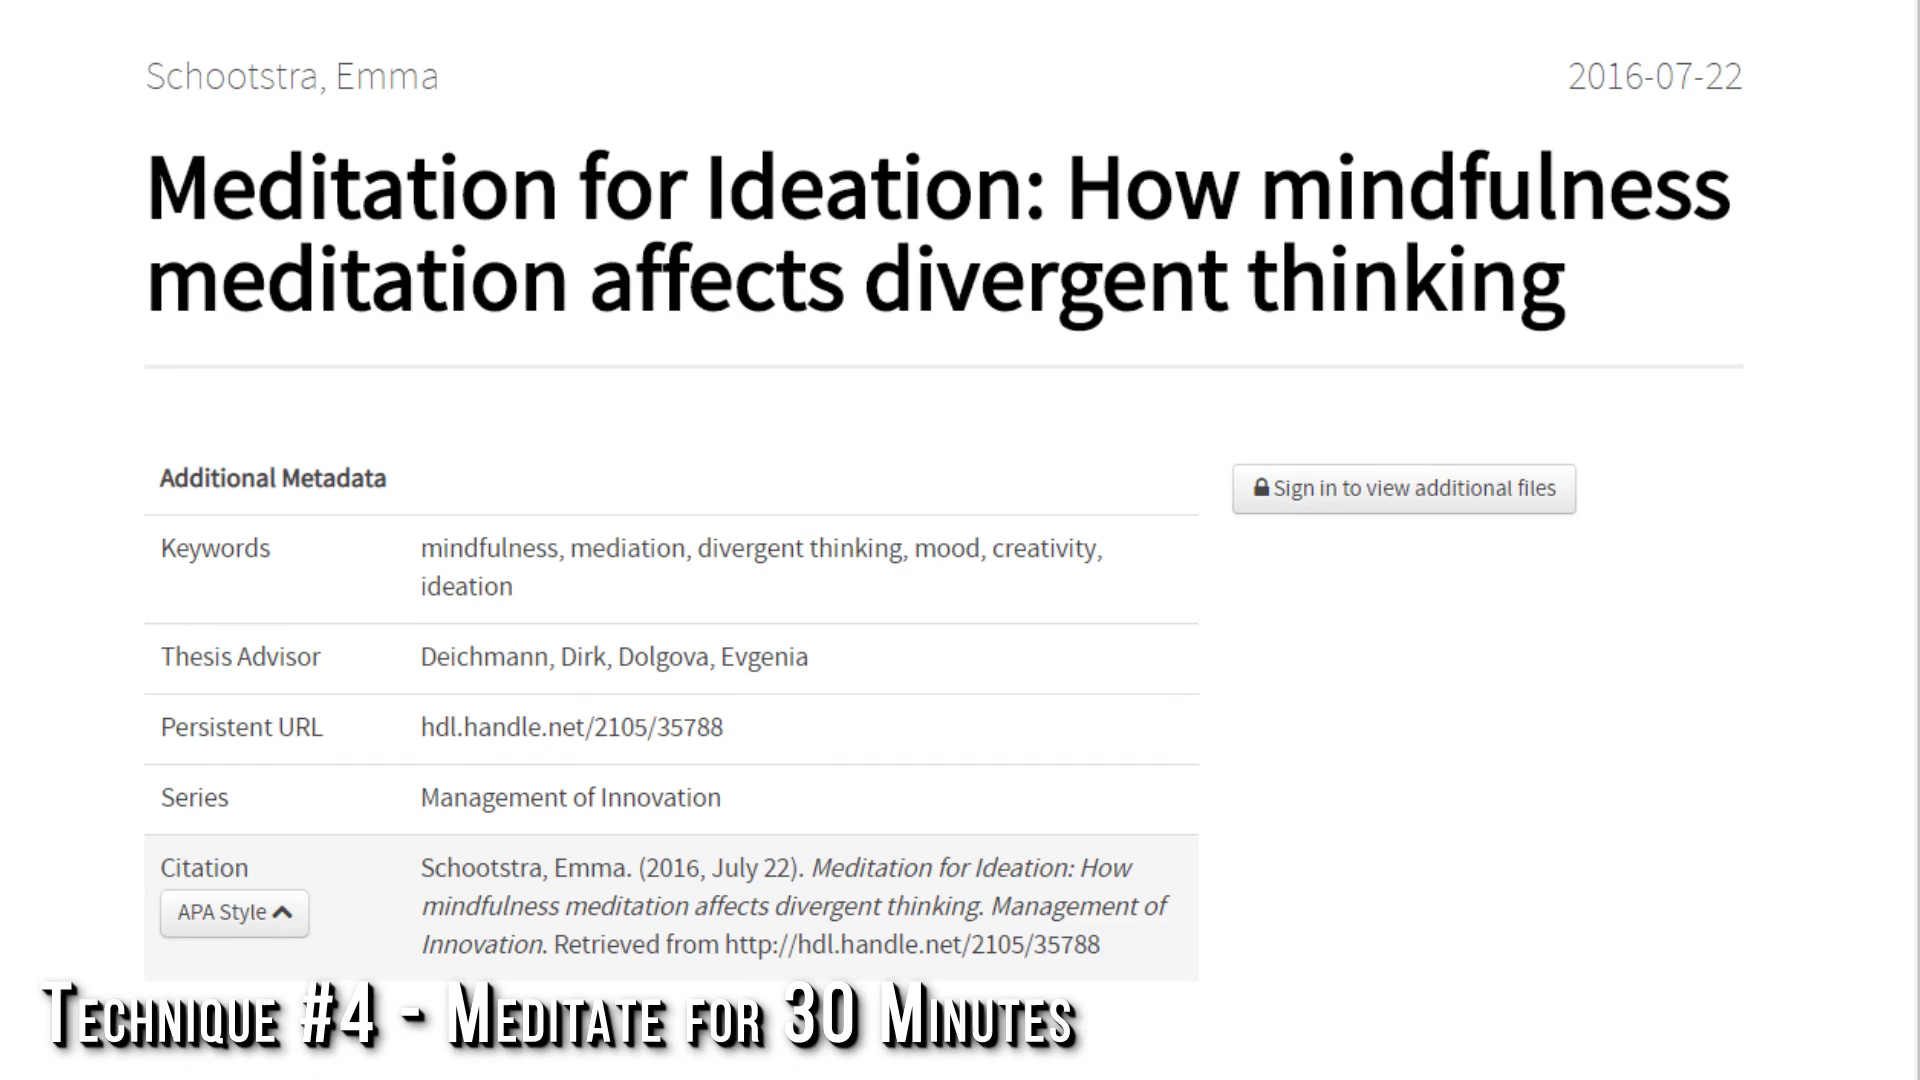 Schootstra, Emma
2016-07-22
Meditation for Ideation: How mindfulness
meditation affects divergent thinking
Additional Metadata
Sign in to view additional files
Keywords
mindfulness, mediation, divergent thinking, mood, creativity,
ideation
Thesis Advisor
Deichmann, Dirk, Dolgova, Evgenia
Persistent URL
hdl.handle.net/2105/35788
Series
Management of Innovation
Citation
APA Style
Schootstra, Emma. (2016, July 22). Meditation for Ideation: How
mindfulness meditation affects divergent thinking. Management of
Innovation. Retrieved from http://hdl.handle.net/2105/35788
Technique #4 - Meditate for 30 Minutes